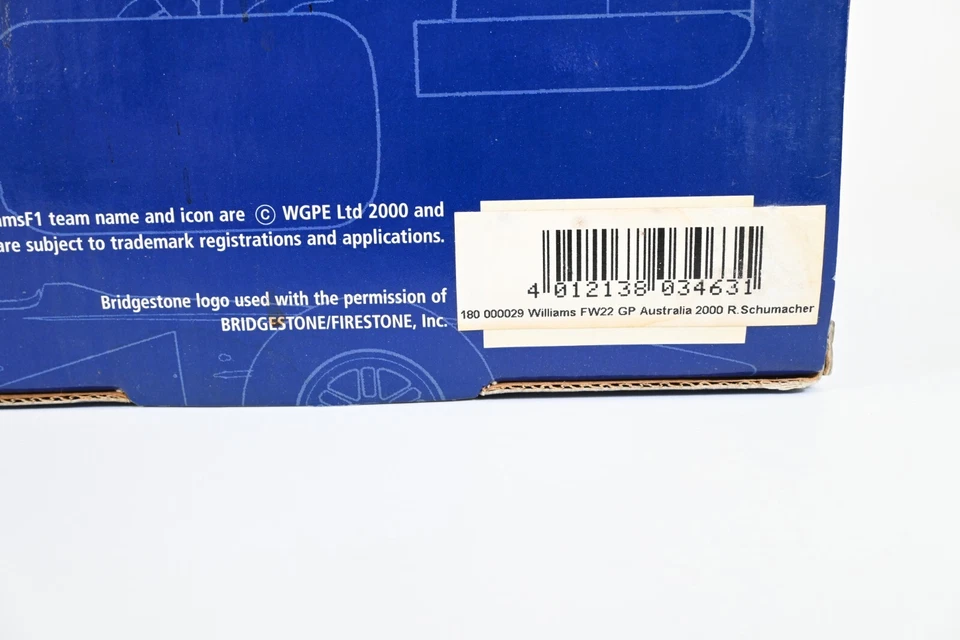 amsF1 team name and icon are © WGPE Ltd 2000 and
are subject to trademark registrations and applications.
Bridgestone logo used with the permission of
BRIDGESTONE/FIRESTONE, Inc.
4 012138 034631
180 000029 Williams FW22 GP Australia 2000 R.Schumacher